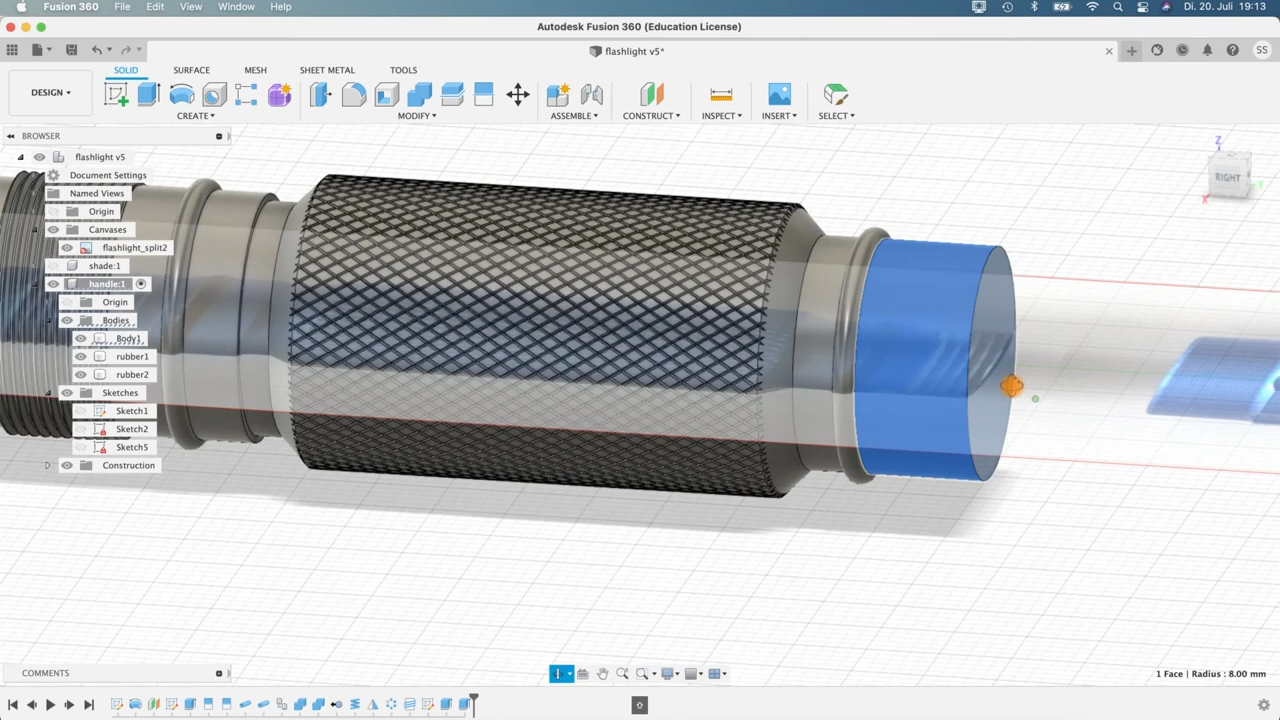 Fusion 360 File Edit View Window Help Di. 20. Juli 19:13
Autodesk Fusion 360 (Education License)
flashlight v5*
SS
SOLID SURFACE MESH SHEET METAL TOOLS
DESIGN
CREATE MODIFY ASSEMBLE CONSTRUCT INSPECT INSERT SELECT
BROWSER
flashlight v5
Document Settings
Named Views
Origin
Canvases
flashlight_split2
shade:1
handle:1
Origin
Bodies
Body1
rubber1
rubber2
Sketches
Sketch1
Sketch2
Sketch5
Construction
Z
RIGHT
X
Y
COMMENTS
1 Face | Radius : 8.00 mm